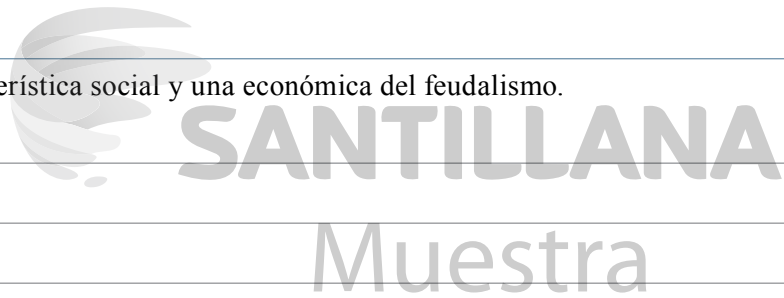 erística social y una económica del feudalismo.
SANTILLANA
Muestra